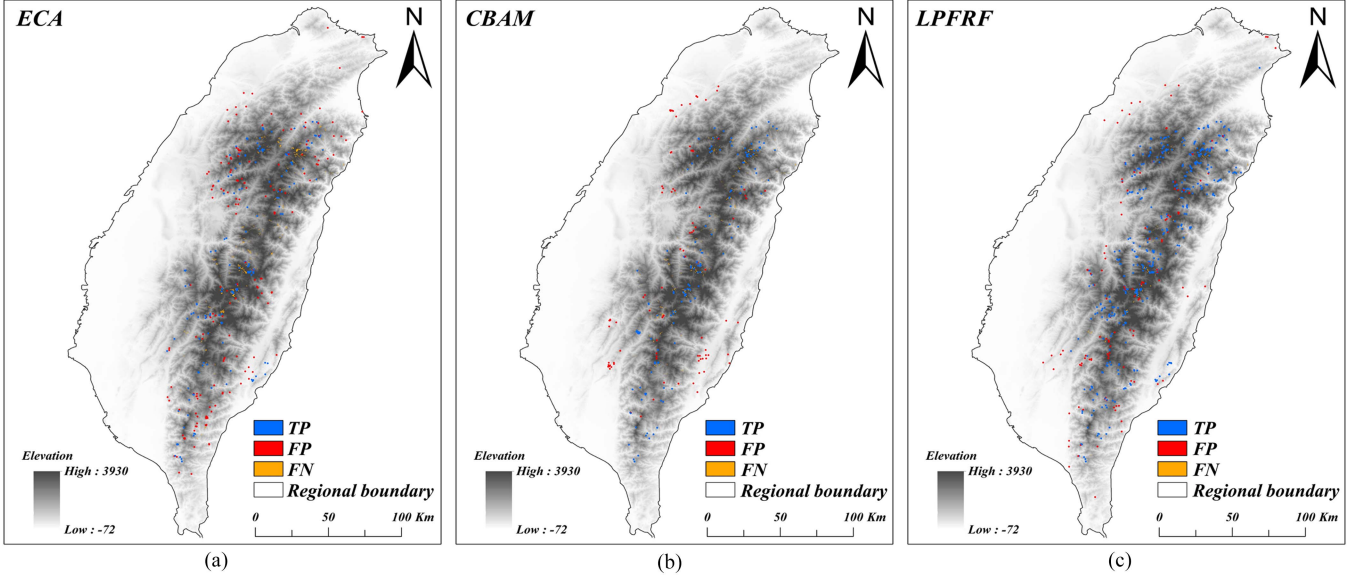 ECA
N
TP
FP
FN
Regional boundary
Elevation
High : 3930
Low : -72
0 50 100 Km
(a)
CBAM
N
TP
FP
FN
Regional boundary
Elevation
High : 3930
Low : -72
0 50 100 Km
(b)
LPFRF
N
TP
FP
FN
Regional boundary
Elevation
High : 3930
Low : -72
0 50 100 Km
(c)